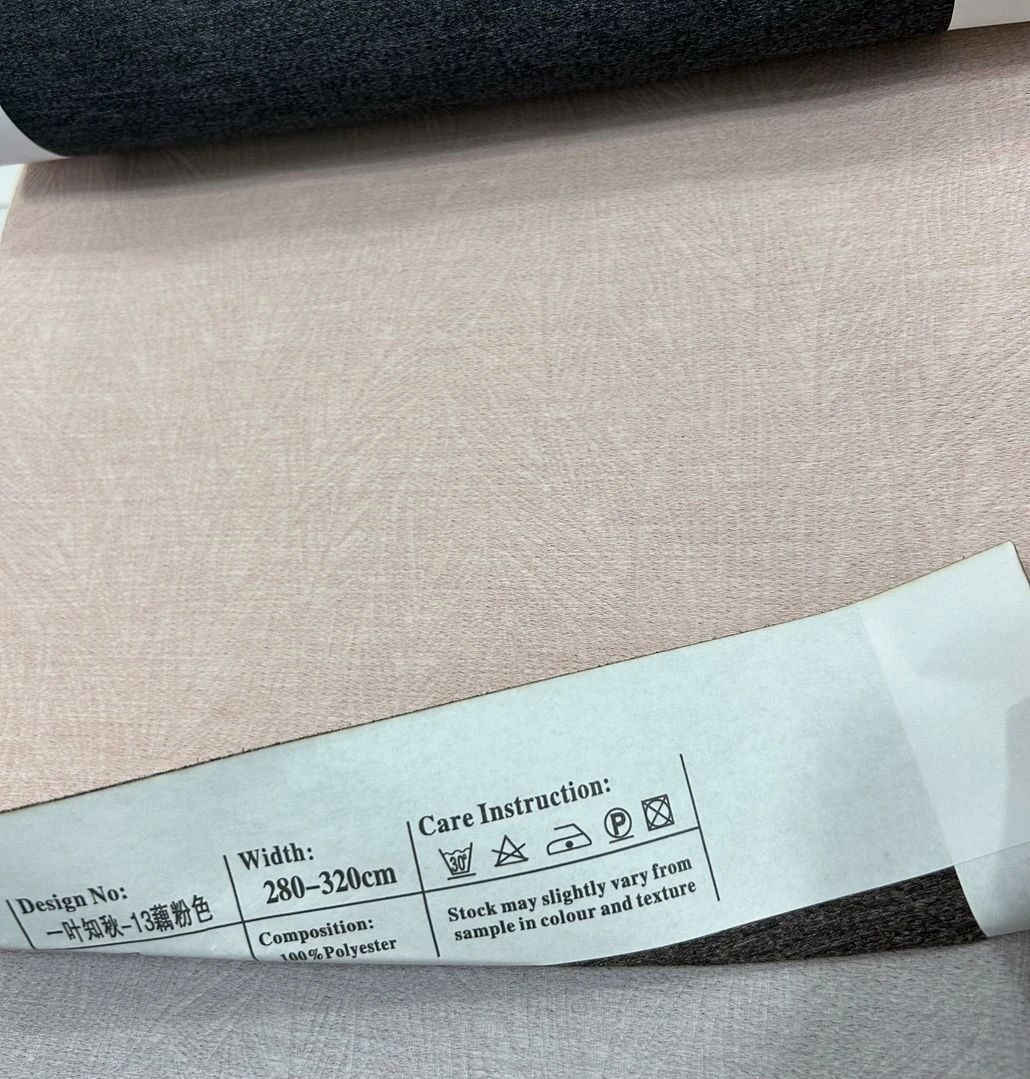 Design No:
一叶知秋-13藕粉色
Width:
280-320cm
Composition:
100%Polyester
Care Instruction:
30°
P
Stock may slightly vary from
sample in colour and texture